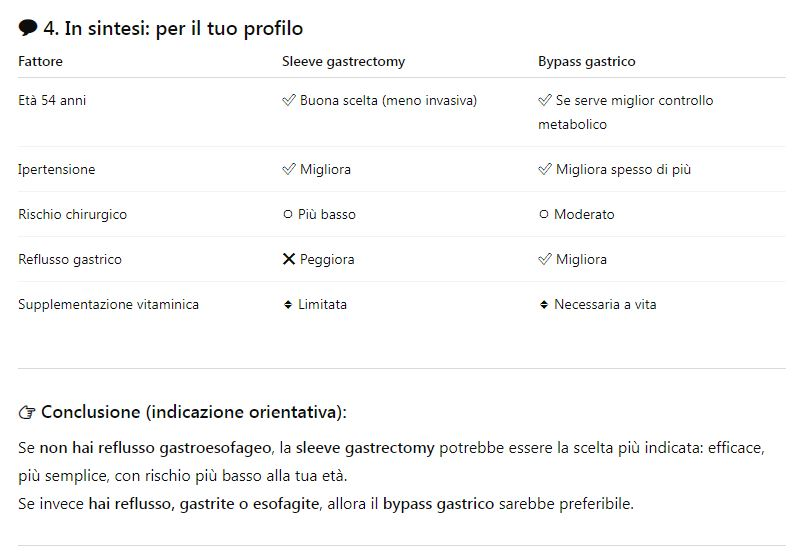 💬 4. In sintesi: per il tuo profilo
Fattore Sleeve gastrectomy Bypass gastrico
Età 54 anni ✅ Buona scelta (meno invasiva) ✅ Se serve miglior controllo
metabolico
Ipertensione ✅ Migliora ✅ Migliora spesso di più
Rischio chirurgico ⚪ Più basso ⚪ Moderato
Reflusso gastrico ❌ Peggiora ✅ Migliora
Supplementazione vitaminica Limitata Necessaria a vita
👉 Conclusione (indicazione orientativa):
Se non hai reflusso gastroesofageo, la sleeve gastrectomy potrebbe essere la scelta più indicata: efficace,
più semplice, con rischio più basso alla tua età.
Se invece hai reflusso, gastrite o esofagite, allora il bypass gastrico sarebbe preferibile.